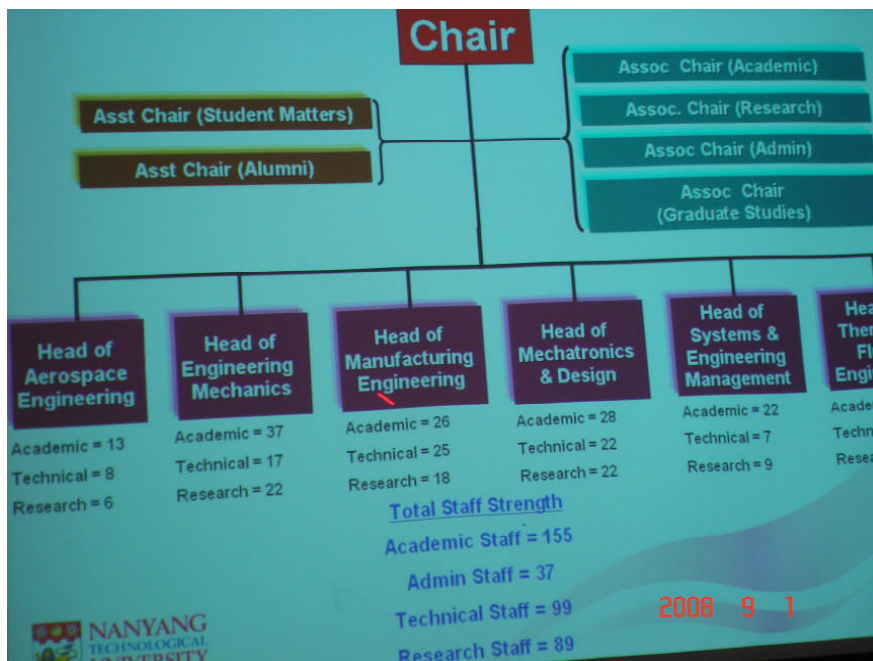 Chair
Assoc Chair (Academic)
Assoc. Chair (Research)
Assoc Chair (Admin)
Assoc Chair
(Graduate Studies)
Asst Chair (Student Matters)
Asst Chair (Alumni)
Head of
Aerospace
Engineering
Academic = 13
Technical = 8
Research = 6
Head of
Engineering
Mechanics
Academic = 37
Technical = 17
Research = 22
Head of
Manufacturing
Engineering
Academic = 26
Technical = 25
Research = 18
Head of
Mechatronics
& Design
Academic = 28
Technical = 22
Research = 22
Head of
Systems &
Engineering
Management
Academic = 22
Technical = 7
Research = 9
Total Staff Strength
Academic Staff = 155
Admin Staff = 37
Technical Staff = 99
Research Staff = 89
NANYANG
TECHNOLOGICAL
UNIVERSITY
2008 9 1